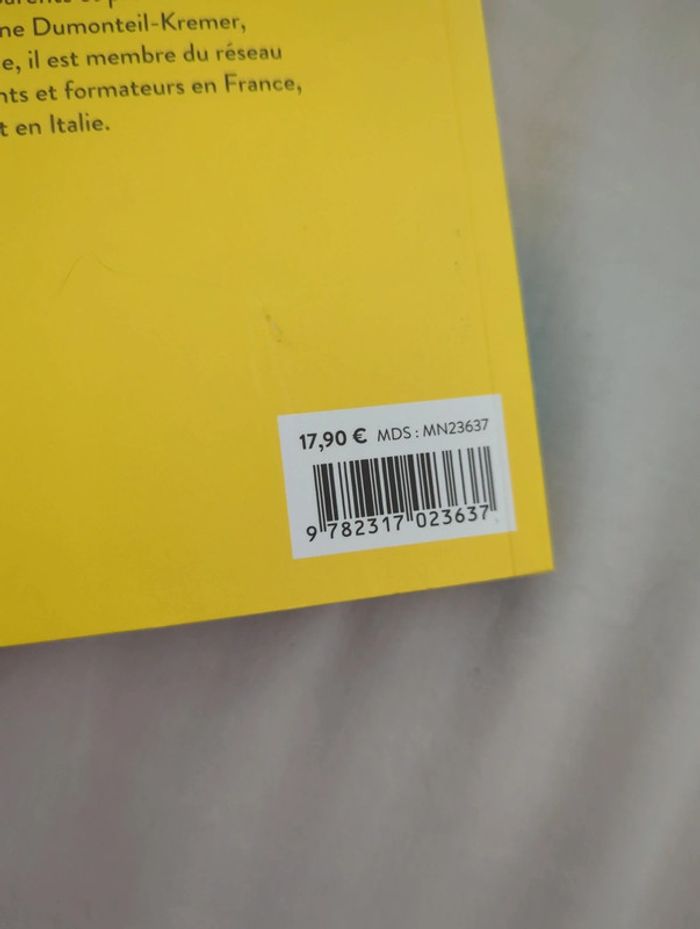 ne Dumonteil-Kremer,
e, il est membre du réseau
nts et formateurs en France,
t en Italie.
17,90 € MDS : MN23637
9 782317 023637